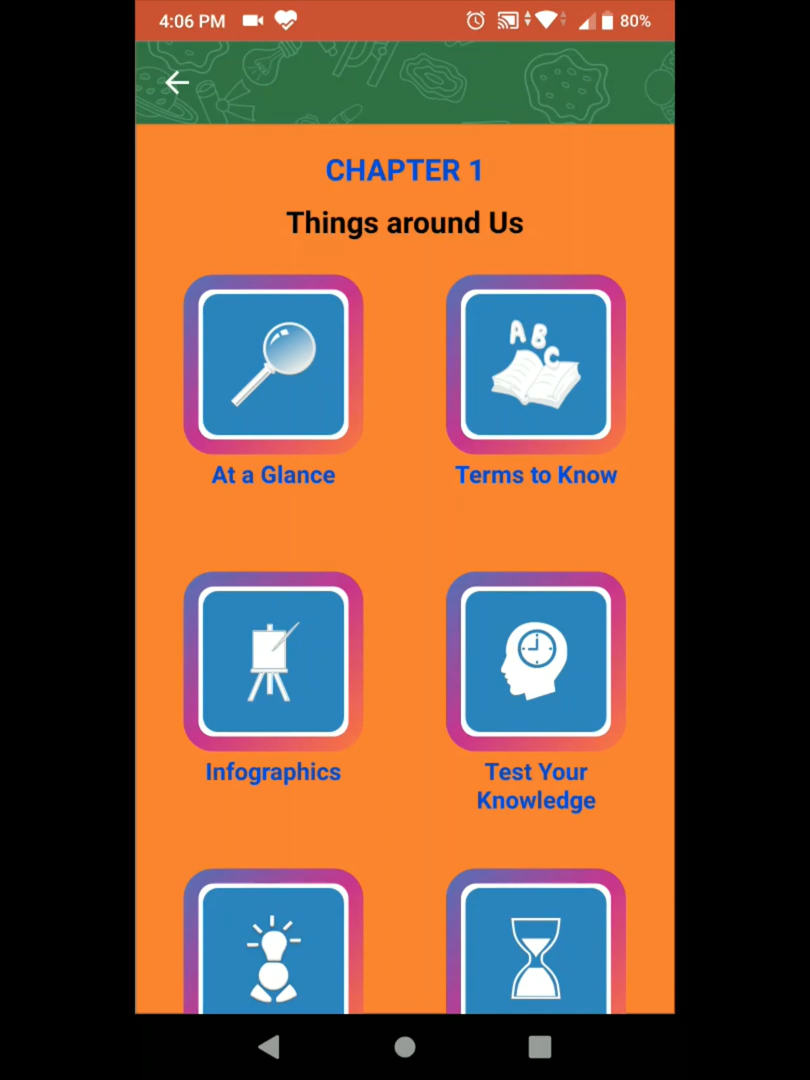 4:06 PM
80%
CHAPTER 1
Things around Us
A B C
At a Glance
Terms to Know
Infographics
Test Your
Knowledge